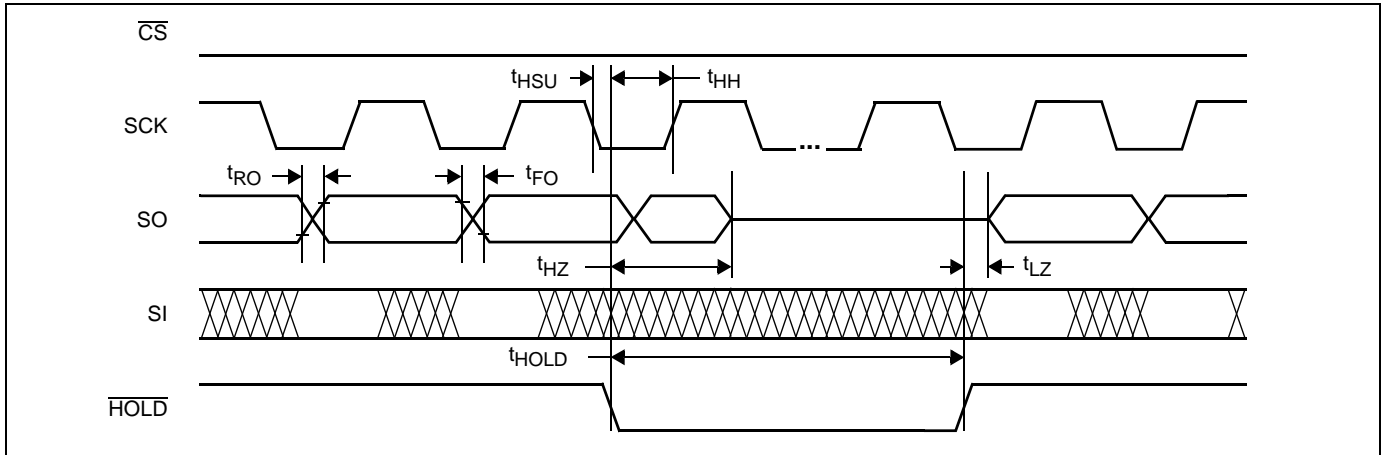 CS
tHSU
tHH
SCK
...
tRO
tFO
SO
tHZ
tLZ
SI
tHOLD
HOLD